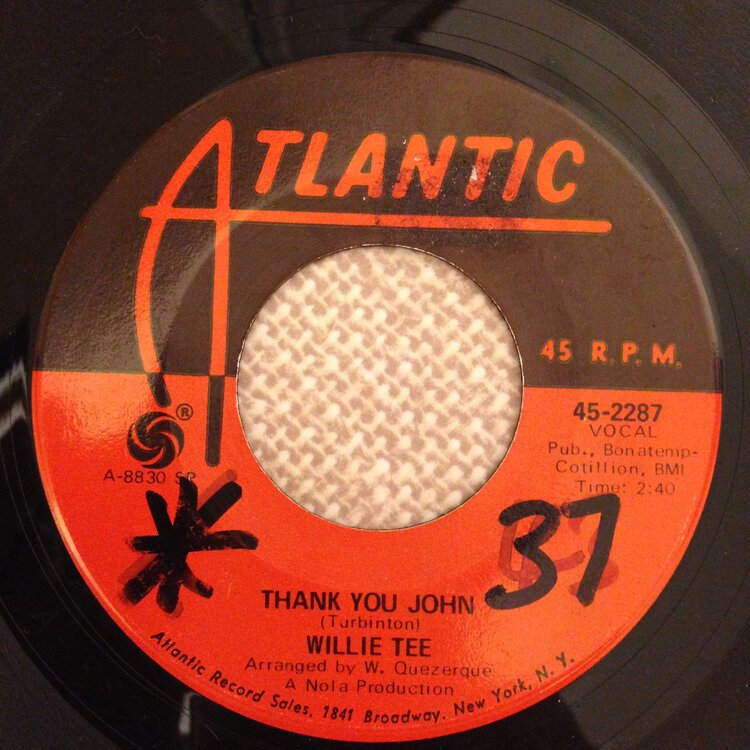 ATLANTIC
45 R.P.M.
45-2287
VOCAL
Pub., Bonatemp-
Cotillion, BMI
Time: 2:40
®
A-8830 SP
* 37
THANK YOU JOHN
(Turbinton)
WILLIE TEE
Arranged by W. Quezerque
A Nola Production
Atlantic Record Sales, 1841 Broadway, New York, N. Y.